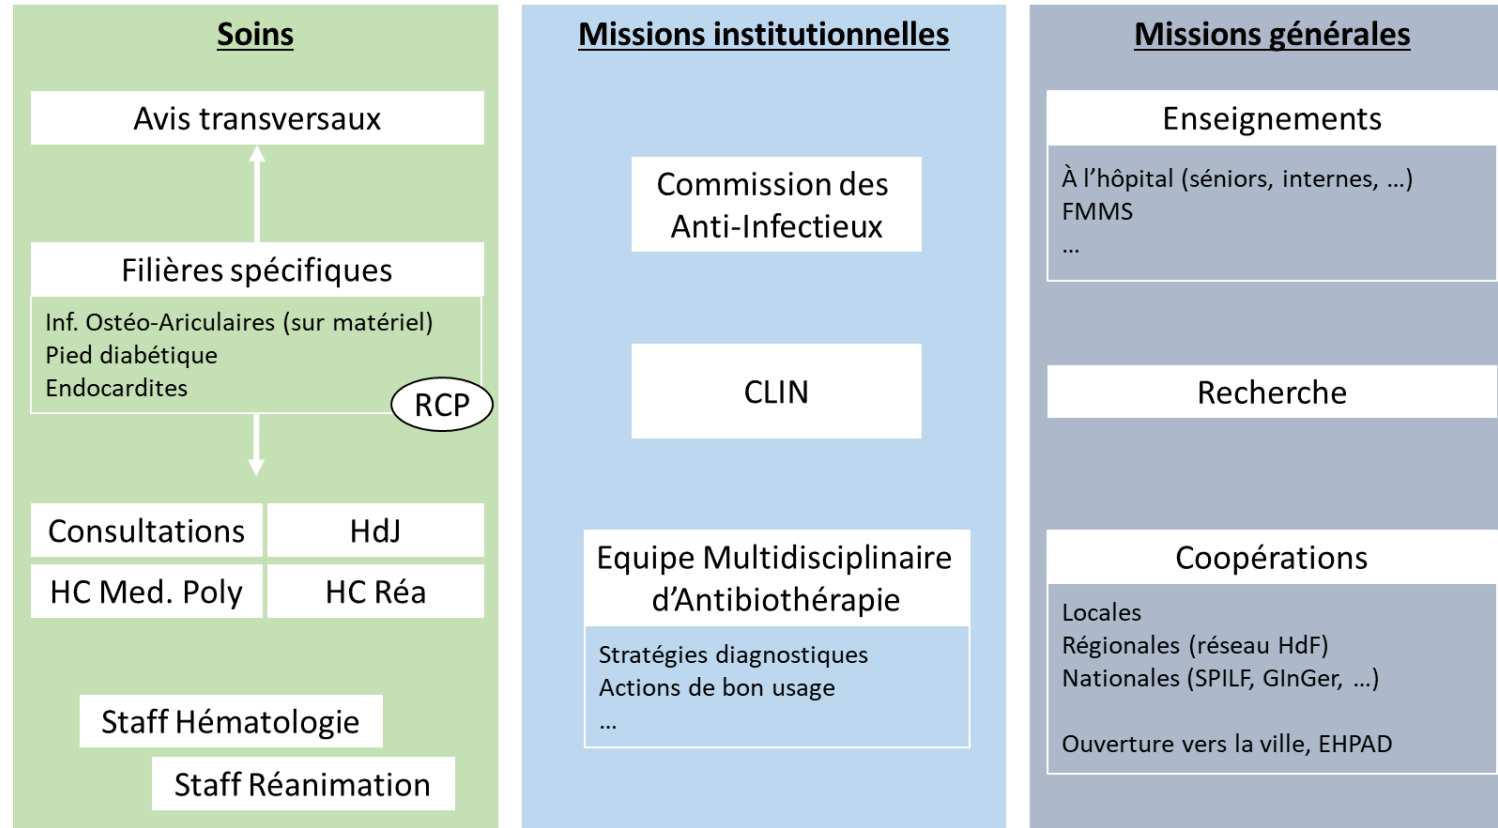 Soins
Avis transversaux
Filières spécifiques
Inf. Ostéo-Ariculaires (sur matériel)
Pied diabétique
Endocardites
RCP
Consultations
HdJ
HC Med. Poly
HC Réa
Staff Hématologie
Staff Réanimation
Missions institutionnelles
Commission des
Anti-Infectieux
CLIN
Equipe Multidisciplinaire
d’Antibiothérapie
Stratégies diagnostiques
Actions de bon usage
…
Missions générales
Enseignements
À l’hôpital (séniors, internes, …)
FMMS
…
Recherche
Coopérations
Locales
Régionales (réseau HdF)
Nationales (SPILF, GInGer, …)
Ouverture vers la ville, EHPAD